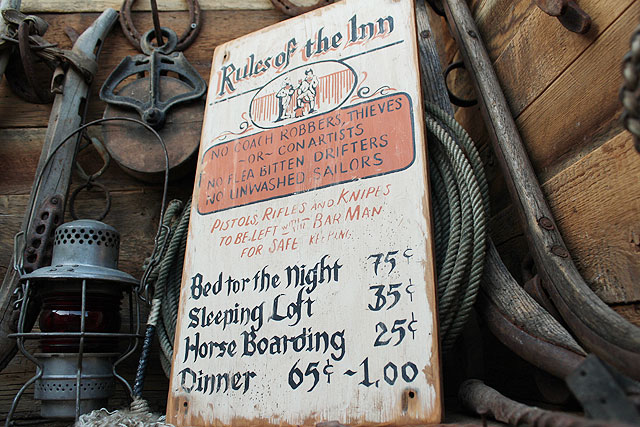 Rules of the Inn
NO COACH ROBBERS, THIEVES
~OR~ CON ARTISTS
NO FLEA BITTEN DRIFTERS
NO UNWASHED SAILORS
PISTOLS, RIFLES AND KNIPES
TO BE LEFT WITH BAR MAN
FOR SAFE KEEPING
Bed for the Night 75¢
Sleeping Loft 35¢
Horse Boarding 25¢
Dinner 65¢ -1.00